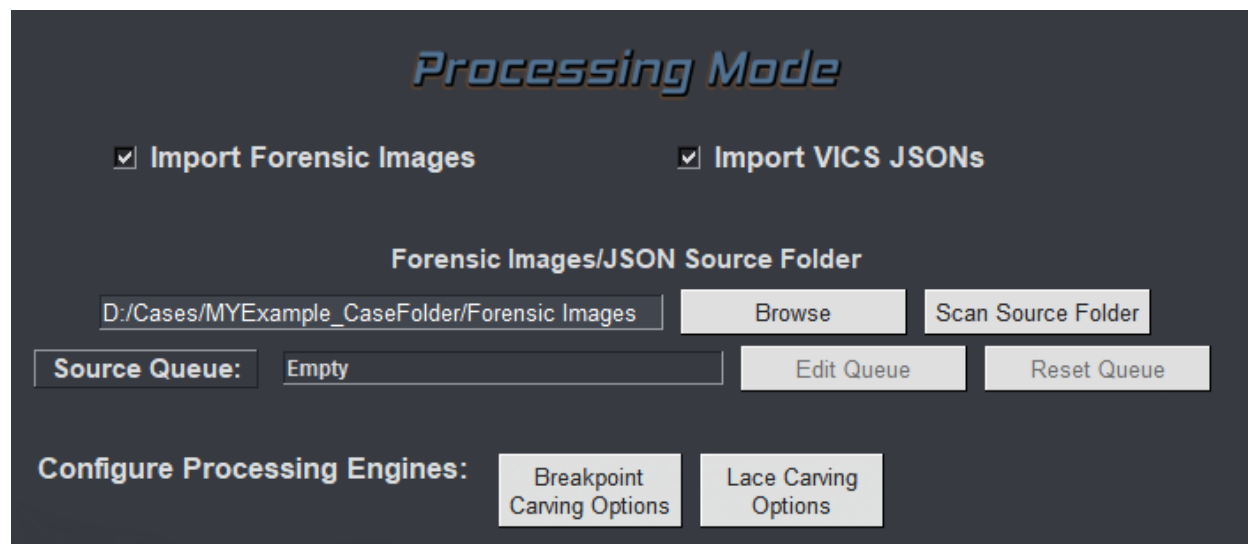 Processing Mode
Import Forensic Images
Import VICS JSONs
Forensic Images/JSON Source Folder
D:/Cases/MYExample_CaseFolder/Forensic Images
Browse
Scan Source Folder
Source Queue:
Empty
Edit Queue
Reset Queue
Configure Processing Engines:
Breakpoint
Carving Options
Lace Carving
Options